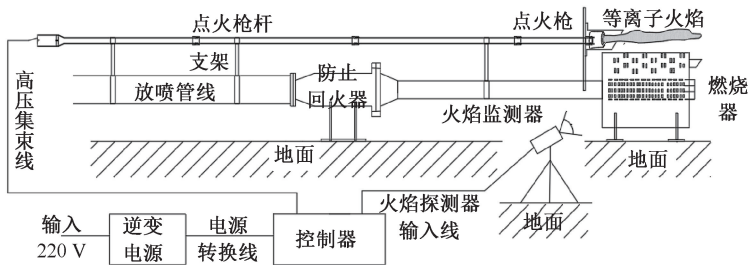 点火枪杆
点火枪
等离子火焰
支架
防止
回火器
放喷管线
火焰监测器
燃烧
器
高压集束线
地面
地面
地面
火焰探测器
输入线
输入
220 V
逆变
电源
电源
转换线
控制器